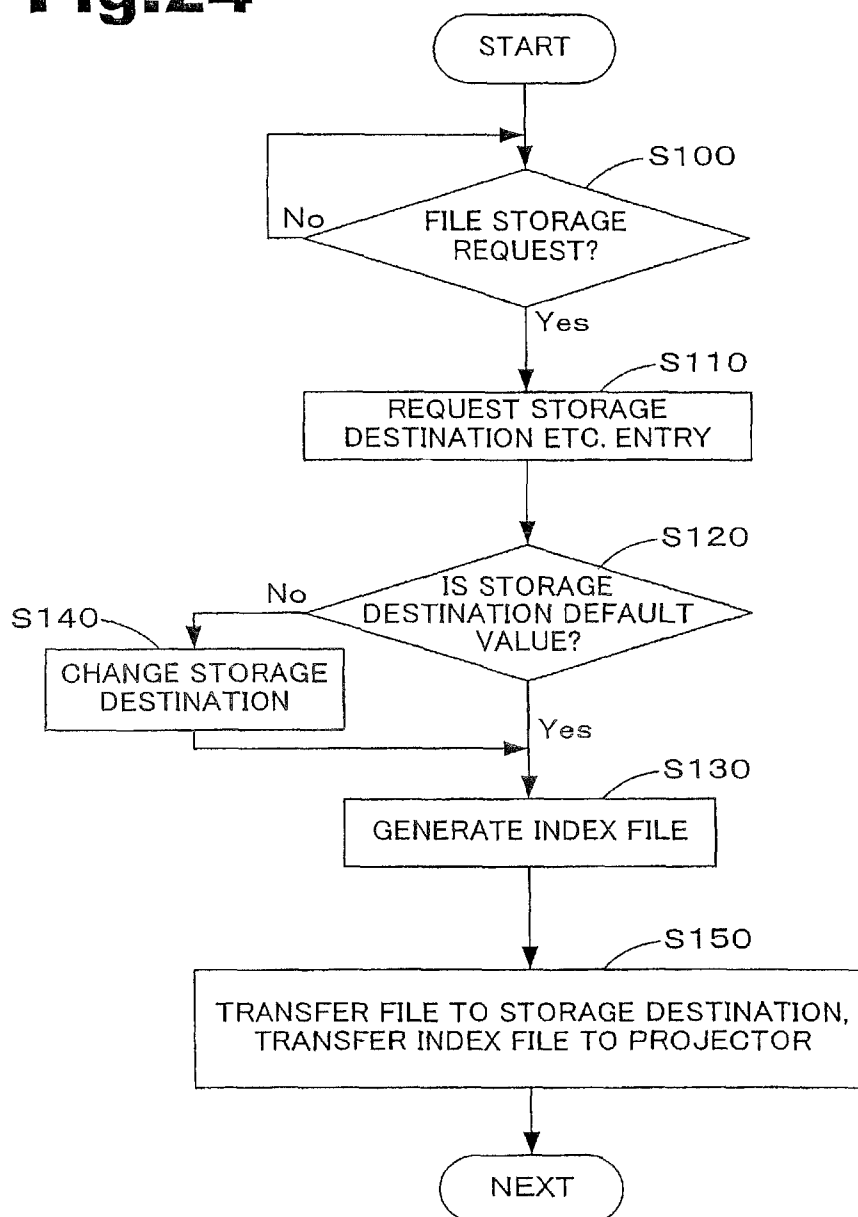 Fig.24
START
S100
No
FILE STORAGE
REQUEST?
Yes
S110
REQUEST STORAGE
DESTINATION ETC. ENTRY
S120
No
IS STORAGE
DESTINATION DEFAULT
VALUE?
S140
CHANGE STORAGE
DESTINATION
Yes
S130
GENERATE INDEX FILE
S150
TRANSFER FILE TO STORAGE DESTINATION,
TRANSFER INDEX FILE TO PROJECTOR
NEXT